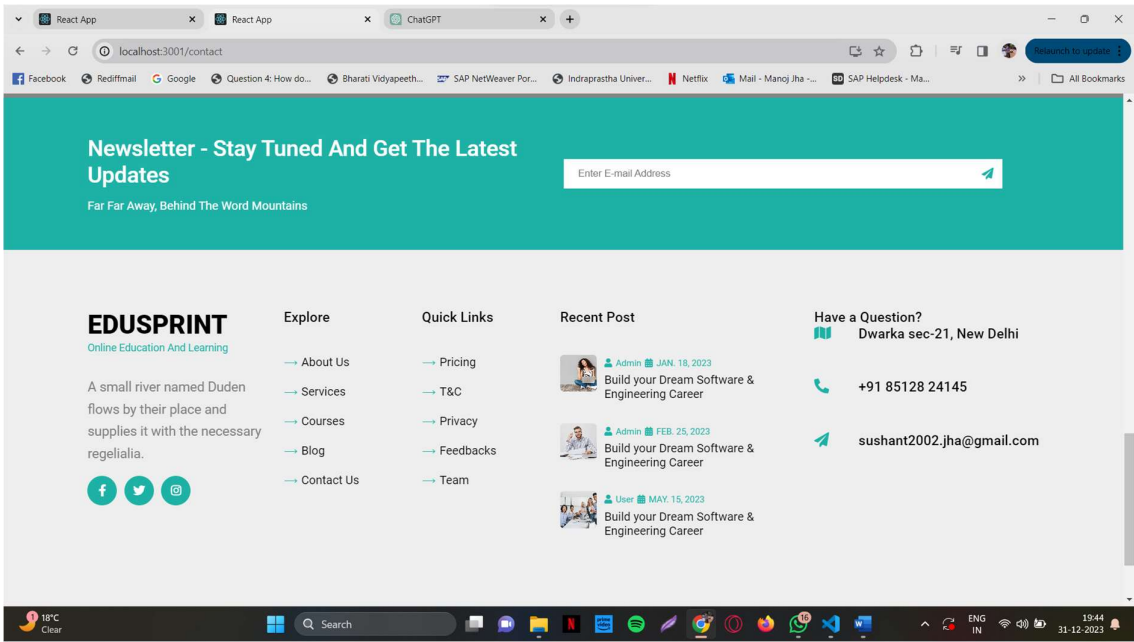 React App
React App
ChatGPT
localhost:3001/contact
Relaunch to update
Facebook
Rediffmail
Google
Question 4: How do...
Bharati Vidyapeeth...
SAP NetWeaver Por...
Indraprastha Univer...
Netflix
Mail - Manoj Jha -...
SAP Helpdesk - Ma...
All Bookmarks
Newsletter - Stay Tuned And Get The Latest
Updates
Far Far Away, Behind The Word Mountains
Enter E-mail Address
EDUSPRINT
Online Education And Learning
A small river named Duden
flows by their place and
supplies it with the necessary
regelialia.
Explore
About Us
Services
Courses
Blog
Contact Us
Quick Links
Pricing
T&C
Privacy
Feedbacks
Team
Recent Post
Admin JAN. 18, 2023
Build your Dream Software &
Engineering Career
Admin FEB. 25, 2023
Build your Dream Software &
Engineering Career
User MAY. 15, 2023
Build your Dream Software &
Engineering Career
Have a Question?
Dwarka sec-21, New Delhi
+91 85128 24145
sushant2002.jha@gmail.com
1
18°C
Clear
Search
prime video
16
ENG
IN
19:44
31-12-2023